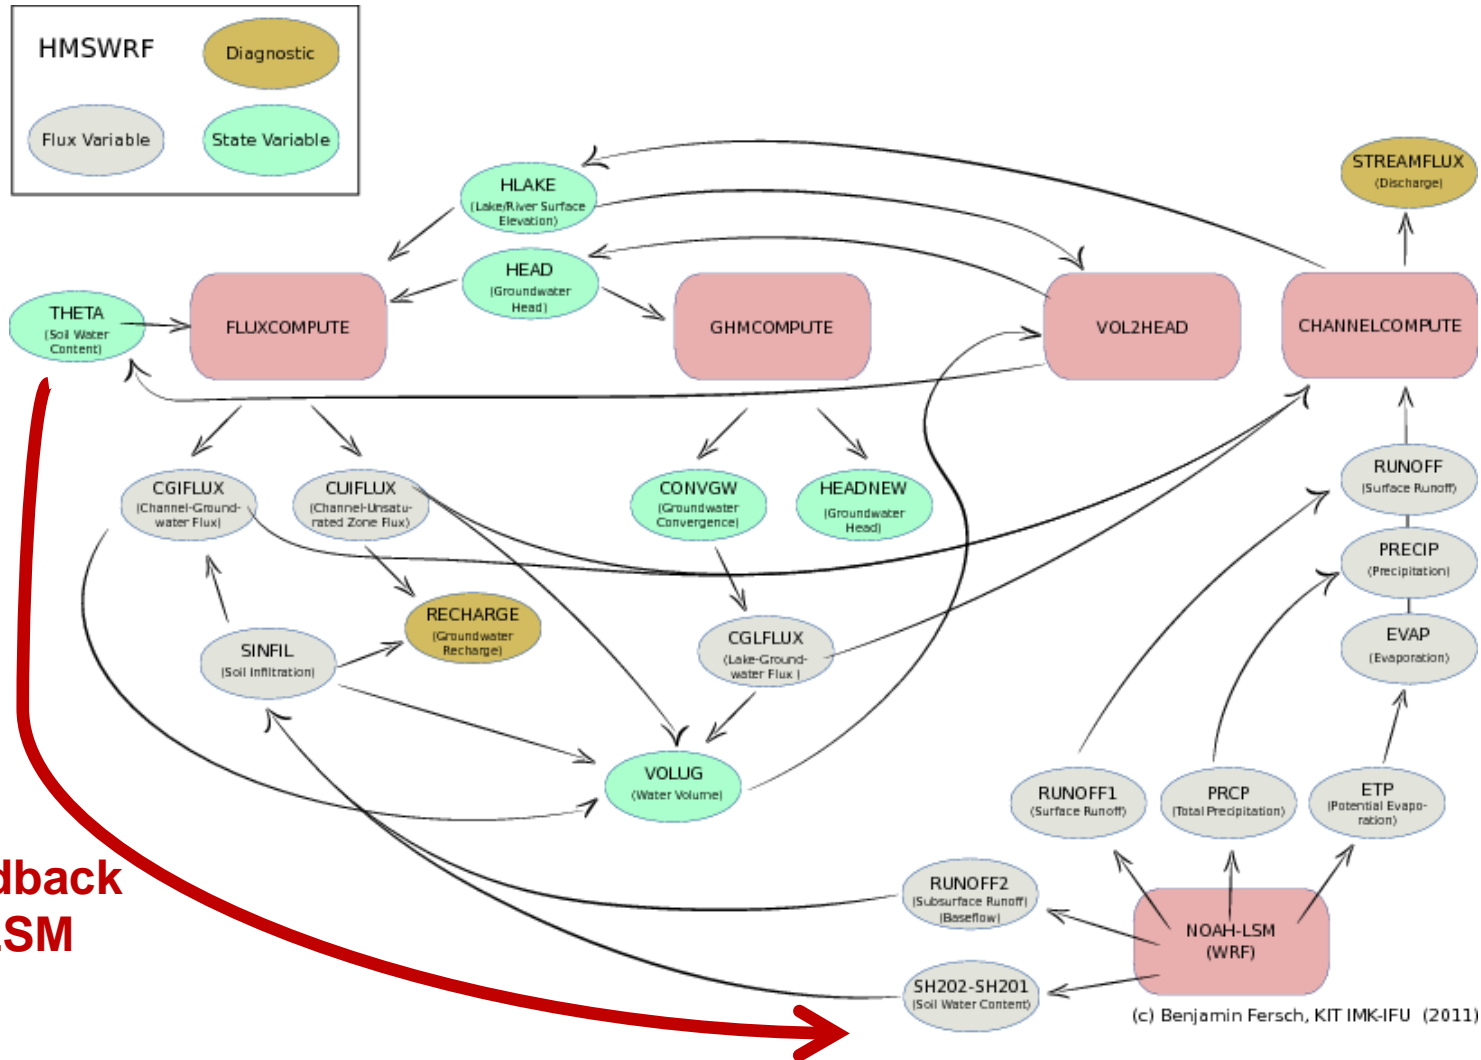 HMSWRF
Diagnostic
Flux Variable
State Variable
HLAKE
(Lake/River Surface
Elevation)
STREAMFLUX
(Discharge)
HEAD
(Groundwater
Head)
THETA
(Soil Water
Content)
FLUXCOMPUTE
GHMCOMPUTE
VOL2HEAD
CHANNELCOMPUTE
CGIFLUX
(Channel-Ground-
water Flux)
CUIFLUX
(Channel-Unsatu-
rated Zone Flux)
CONVGW
(Groundwater
Convergence)
HEADNEW
(Groundwater
Head)
RUNOFF
(Surface Runoff)
PRECIP
(Precipitation)
EVAP
(Evaporation)
RECHARGE
(Groundwater
Recharge)
SINFIL
(Soil Infiltration)
CGLFLUX
(Lake-Ground-
water Flux )
VOLUG
(Water Volume)
RUNOFF1
(Surface Runoff)
PRCP
(Total Precipitation)
ETP
(Potential Evapo-
ration)
dback
LSM
RUNOFF2
(Subsurface Runoff)
(Baseflow)
NOAH-LSM
(WRF)
SH202-SH201
(Soil Water Content)
(c) Benjamin Fersch, KIT IMK-IFU (2011)